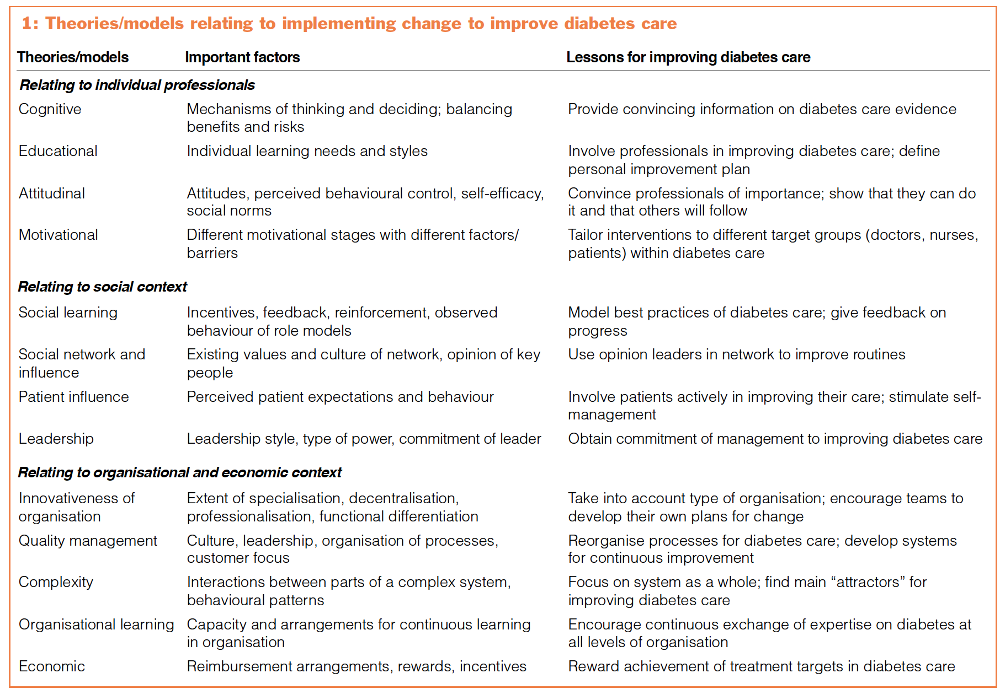 1: Theories/models relating to implementing change to improve diabetes care
Theories/models Important factors Lessons for improving diabetes care
Relating to individual professionals
Cognitive Mechanisms of thinking and deciding; balancing Provide convincing information on diabetes care evidence
benefits and risks
Educational Individual learning needs and styles Involve professionals in improving diabetes care; define
personal improvement plan
Attitudinal Attitudes, perceived behavioural control, self-efficacy, Convince professionals of importance; show that they can do
social norms it and that others will follow
Motivational Different motivational stages with different factors/ Tailor interventions to different target groups (doctors, nurses,
barriers patients) within diabetes care
Relating to social context
Social learning Incentives, feedback, reinforcement, observed Model best practices of diabetes care; give feedback on
behaviour of role models progress
Social network and Existing values and culture of network, opinion of key Use opinion leaders in network to improve routines
influence people
Patient influence Perceived patient expectations and behaviour Involve patients actively in improving their care; stimulate self-
management
Leadership Leadership style, type of power, commitment of leader Obtain commitment of management to improving diabetes care
Relating to organisational and economic context
Innovativeness of Extent of specialisation, decentralisation, Take into account type of organisation; encourage teams to
organisation professionalisation, functional differentiation develop their own plans for change
Quality management Culture, leadership, organisation of processes, Reorganise processes for diabetes care; develop systems
customer focus for continuous improvement
Complexity Interactions between parts of a complex system, Focus on system as a whole; find main “attractors” for
behavioural patterns improving diabetes care
Organisational learning Capacity and arrangements for continuous learning Encourage continuous exchange of expertise on diabetes at
in organisation all levels of organisation
Economic Reimbursement arrangements, rewards, incentives Reward achievement of treatment targets in diabetes care